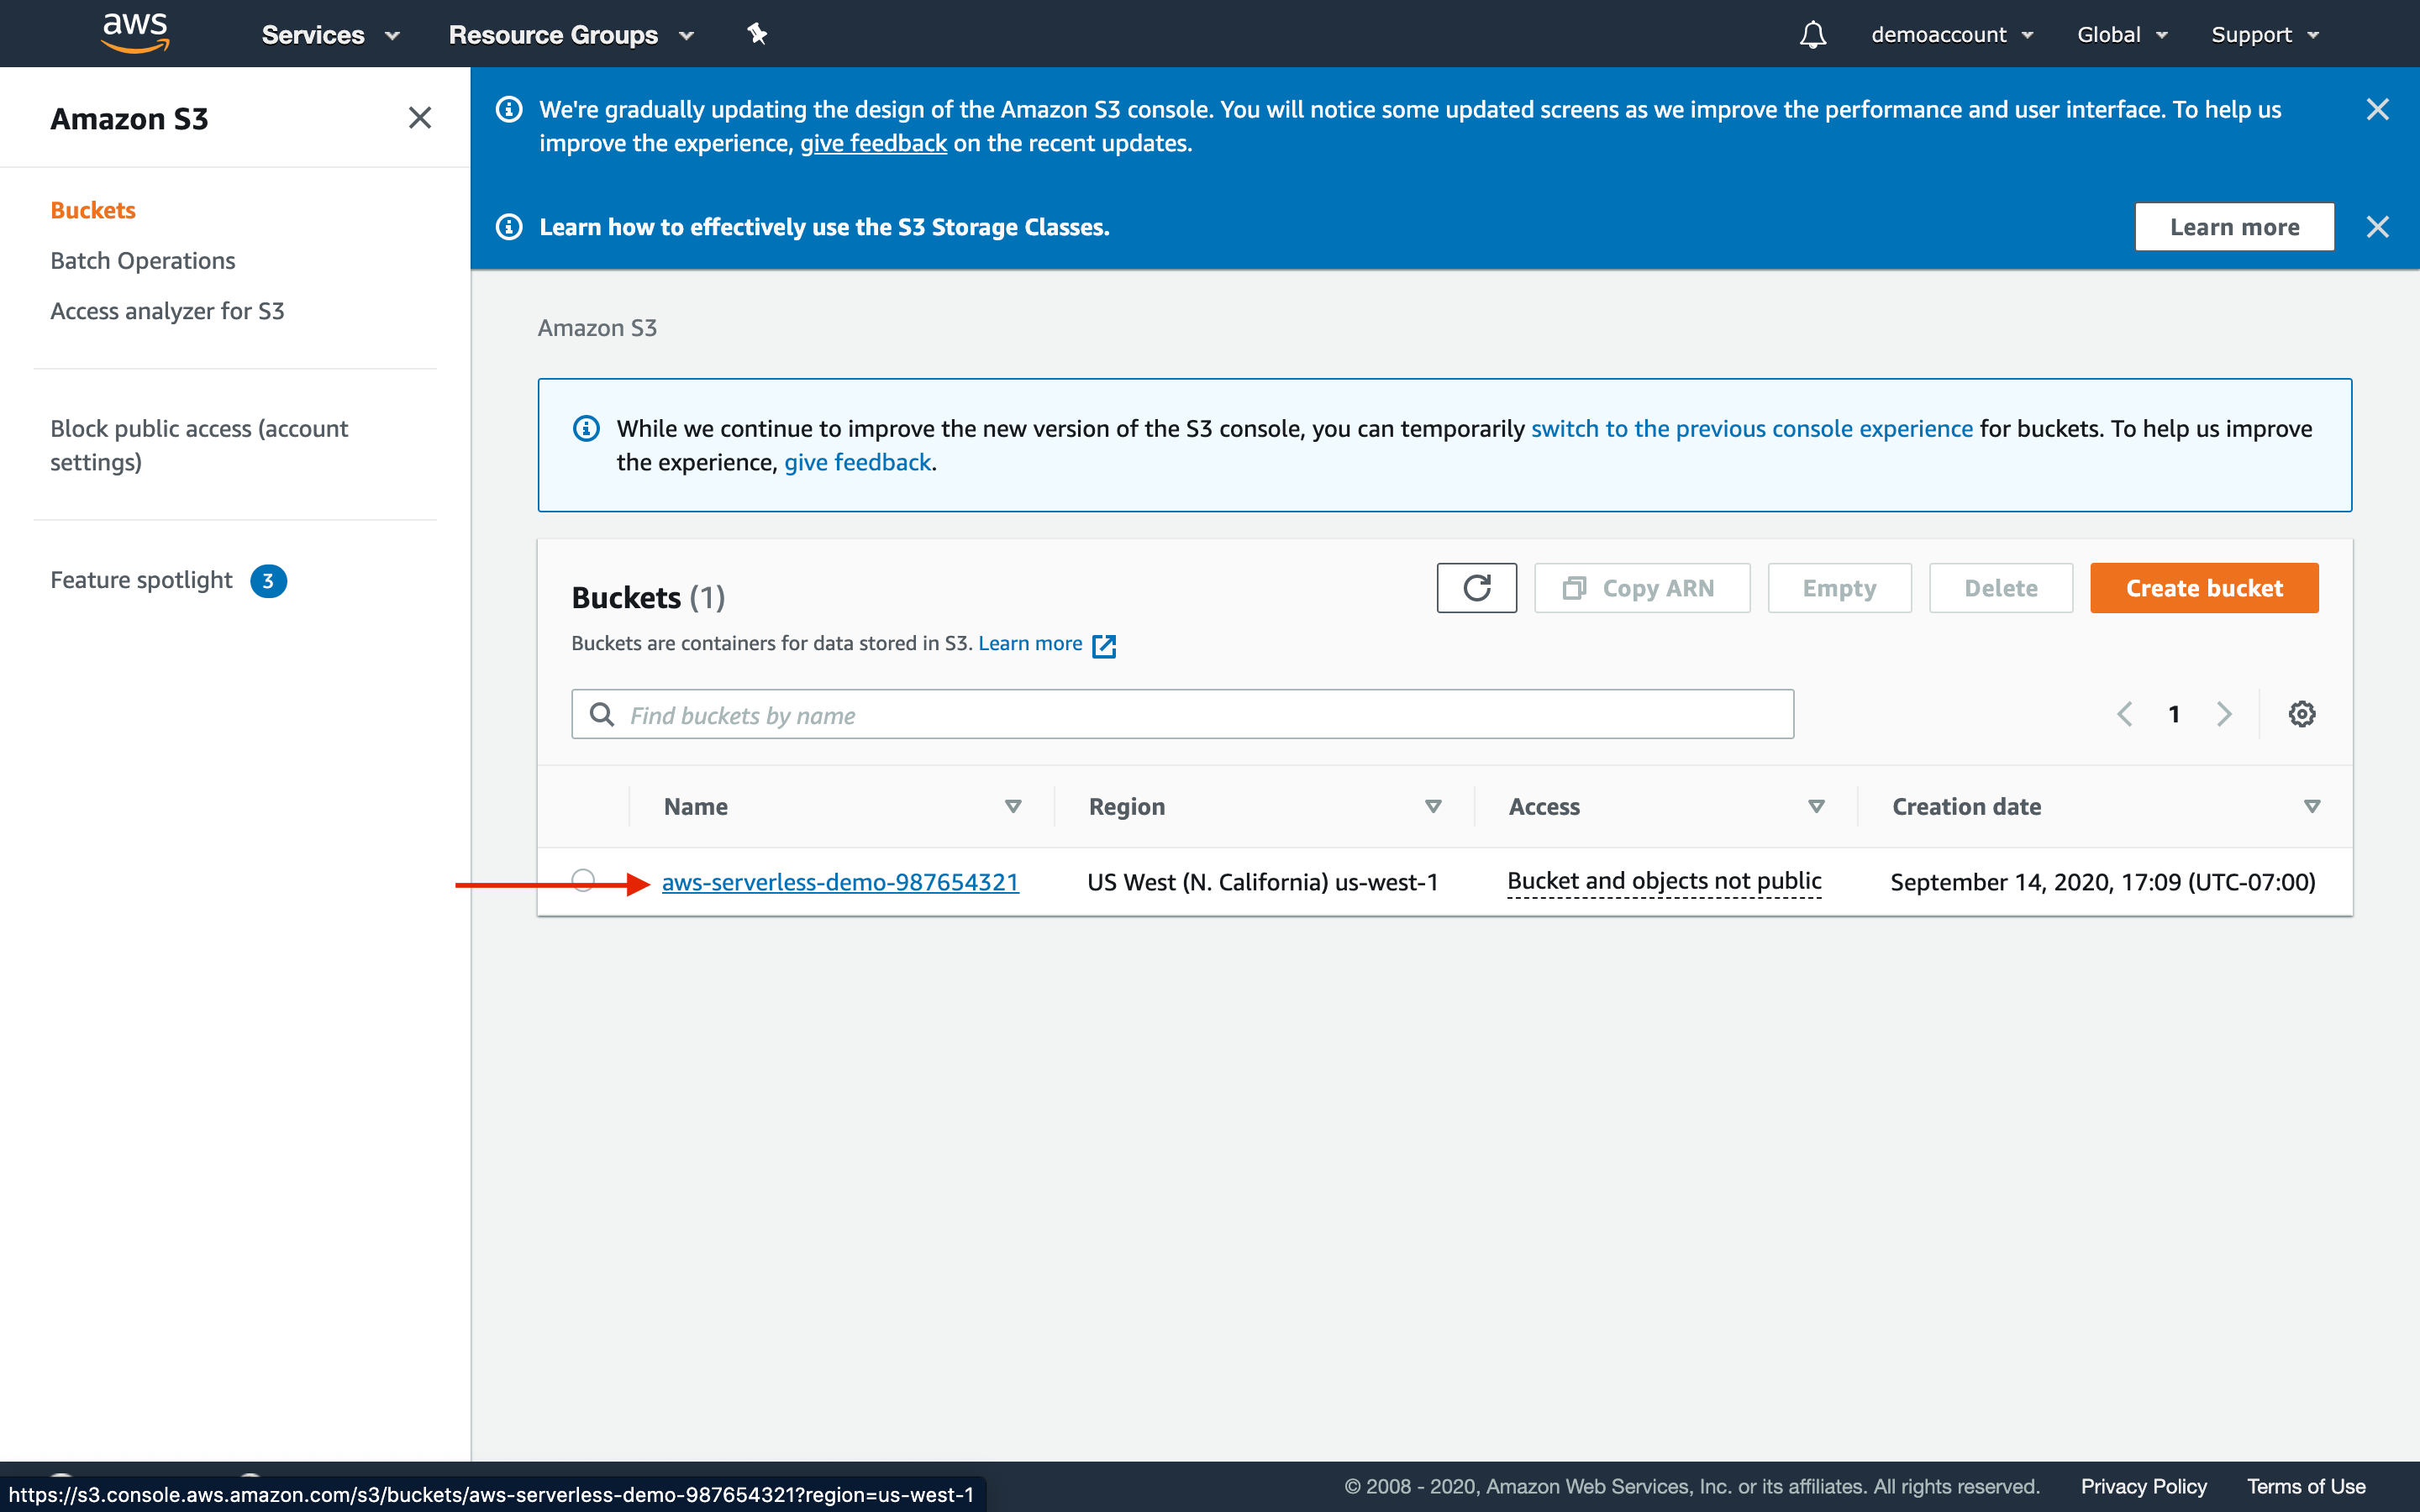 aws
Services
Resource Groups
demoaccount
Global
Support
Amazon S3
Buckets
Batch Operations
Access analyzer for S3
Block public access (account
settings)
Feature spotlight 3
We're gradually updating the design of the Amazon S3 console. You will notice some updated screens as we improve the performance and user interface. To help us
improve the experience, give feedback on the recent updates.
Learn how to effectively use the S3 Storage Classes.
Learn more
Amazon S3
While we continue to improve the new version of the S3 console, you can temporarily switch to the previous console experience for buckets. To help us improve
the experience, give feedback.
Buckets (1)
Copy ARN
Empty
Delete
Create bucket
Buckets are containers for data stored in S3. Learn more
Find buckets by name
1
Name
Region
Access
Creation date
aws-serverless-demo-987654321
US West (N. California) us-west-1
Bucket and objects not public
September 14, 2020, 17:09 (UTC-07:00)
https://s3.console.aws.amazon.com/s3/buckets/aws-serverless-demo-987654321?region=us-west-1
© 2008 - 2020, Amazon Web Services, Inc. or its affiliates. All rights reserved.
Privacy Policy
Terms of Use